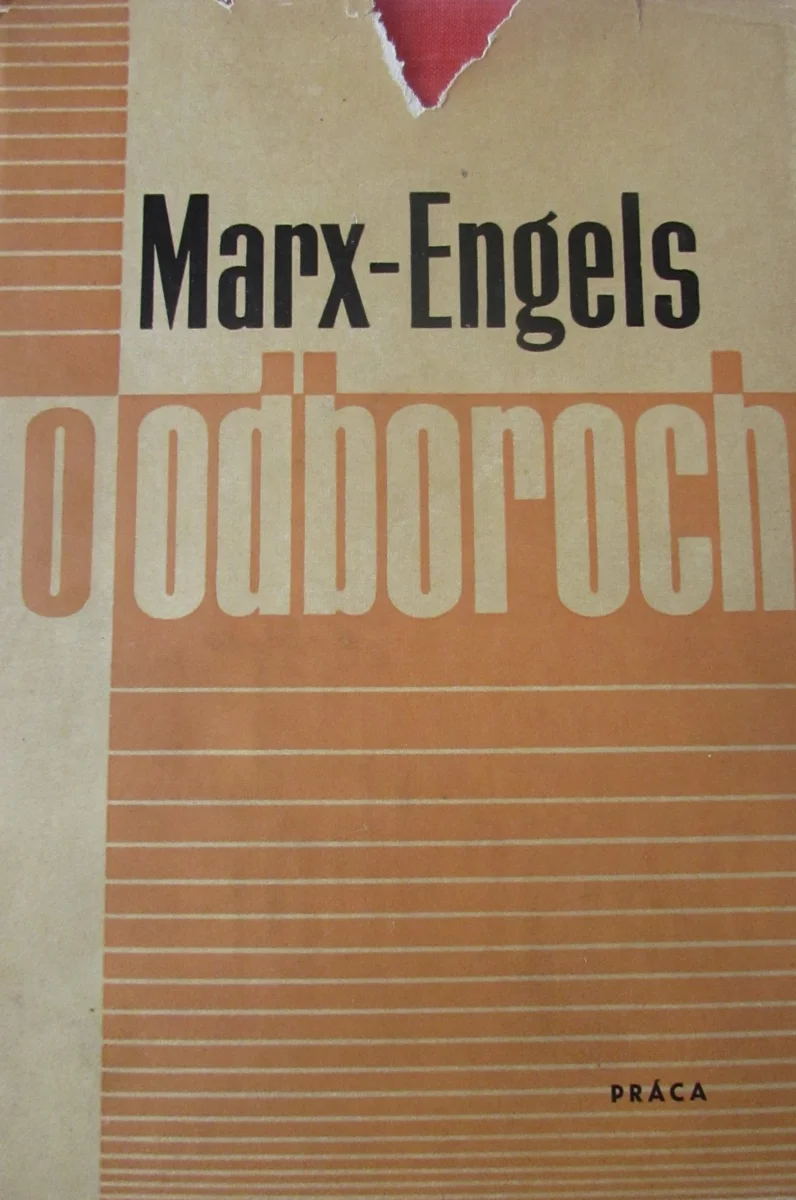 Marx-Engels
o odboroch
PRÁCA